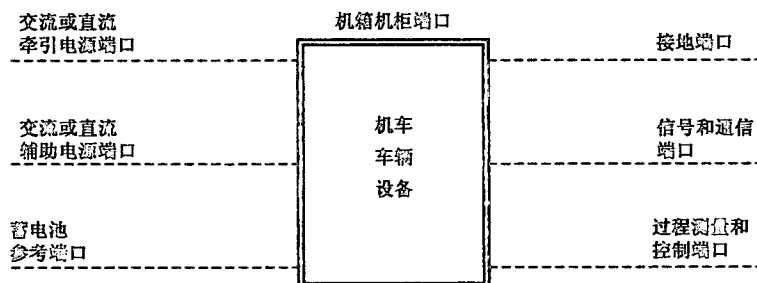 交流或直流
牵引电源端口
机箱机柜端口
接地端口
交流或直流
辅助电源端口
机车
车辆
设备
信号和通信
端口
蓄电池
参考端口
过程测量和
控制端口